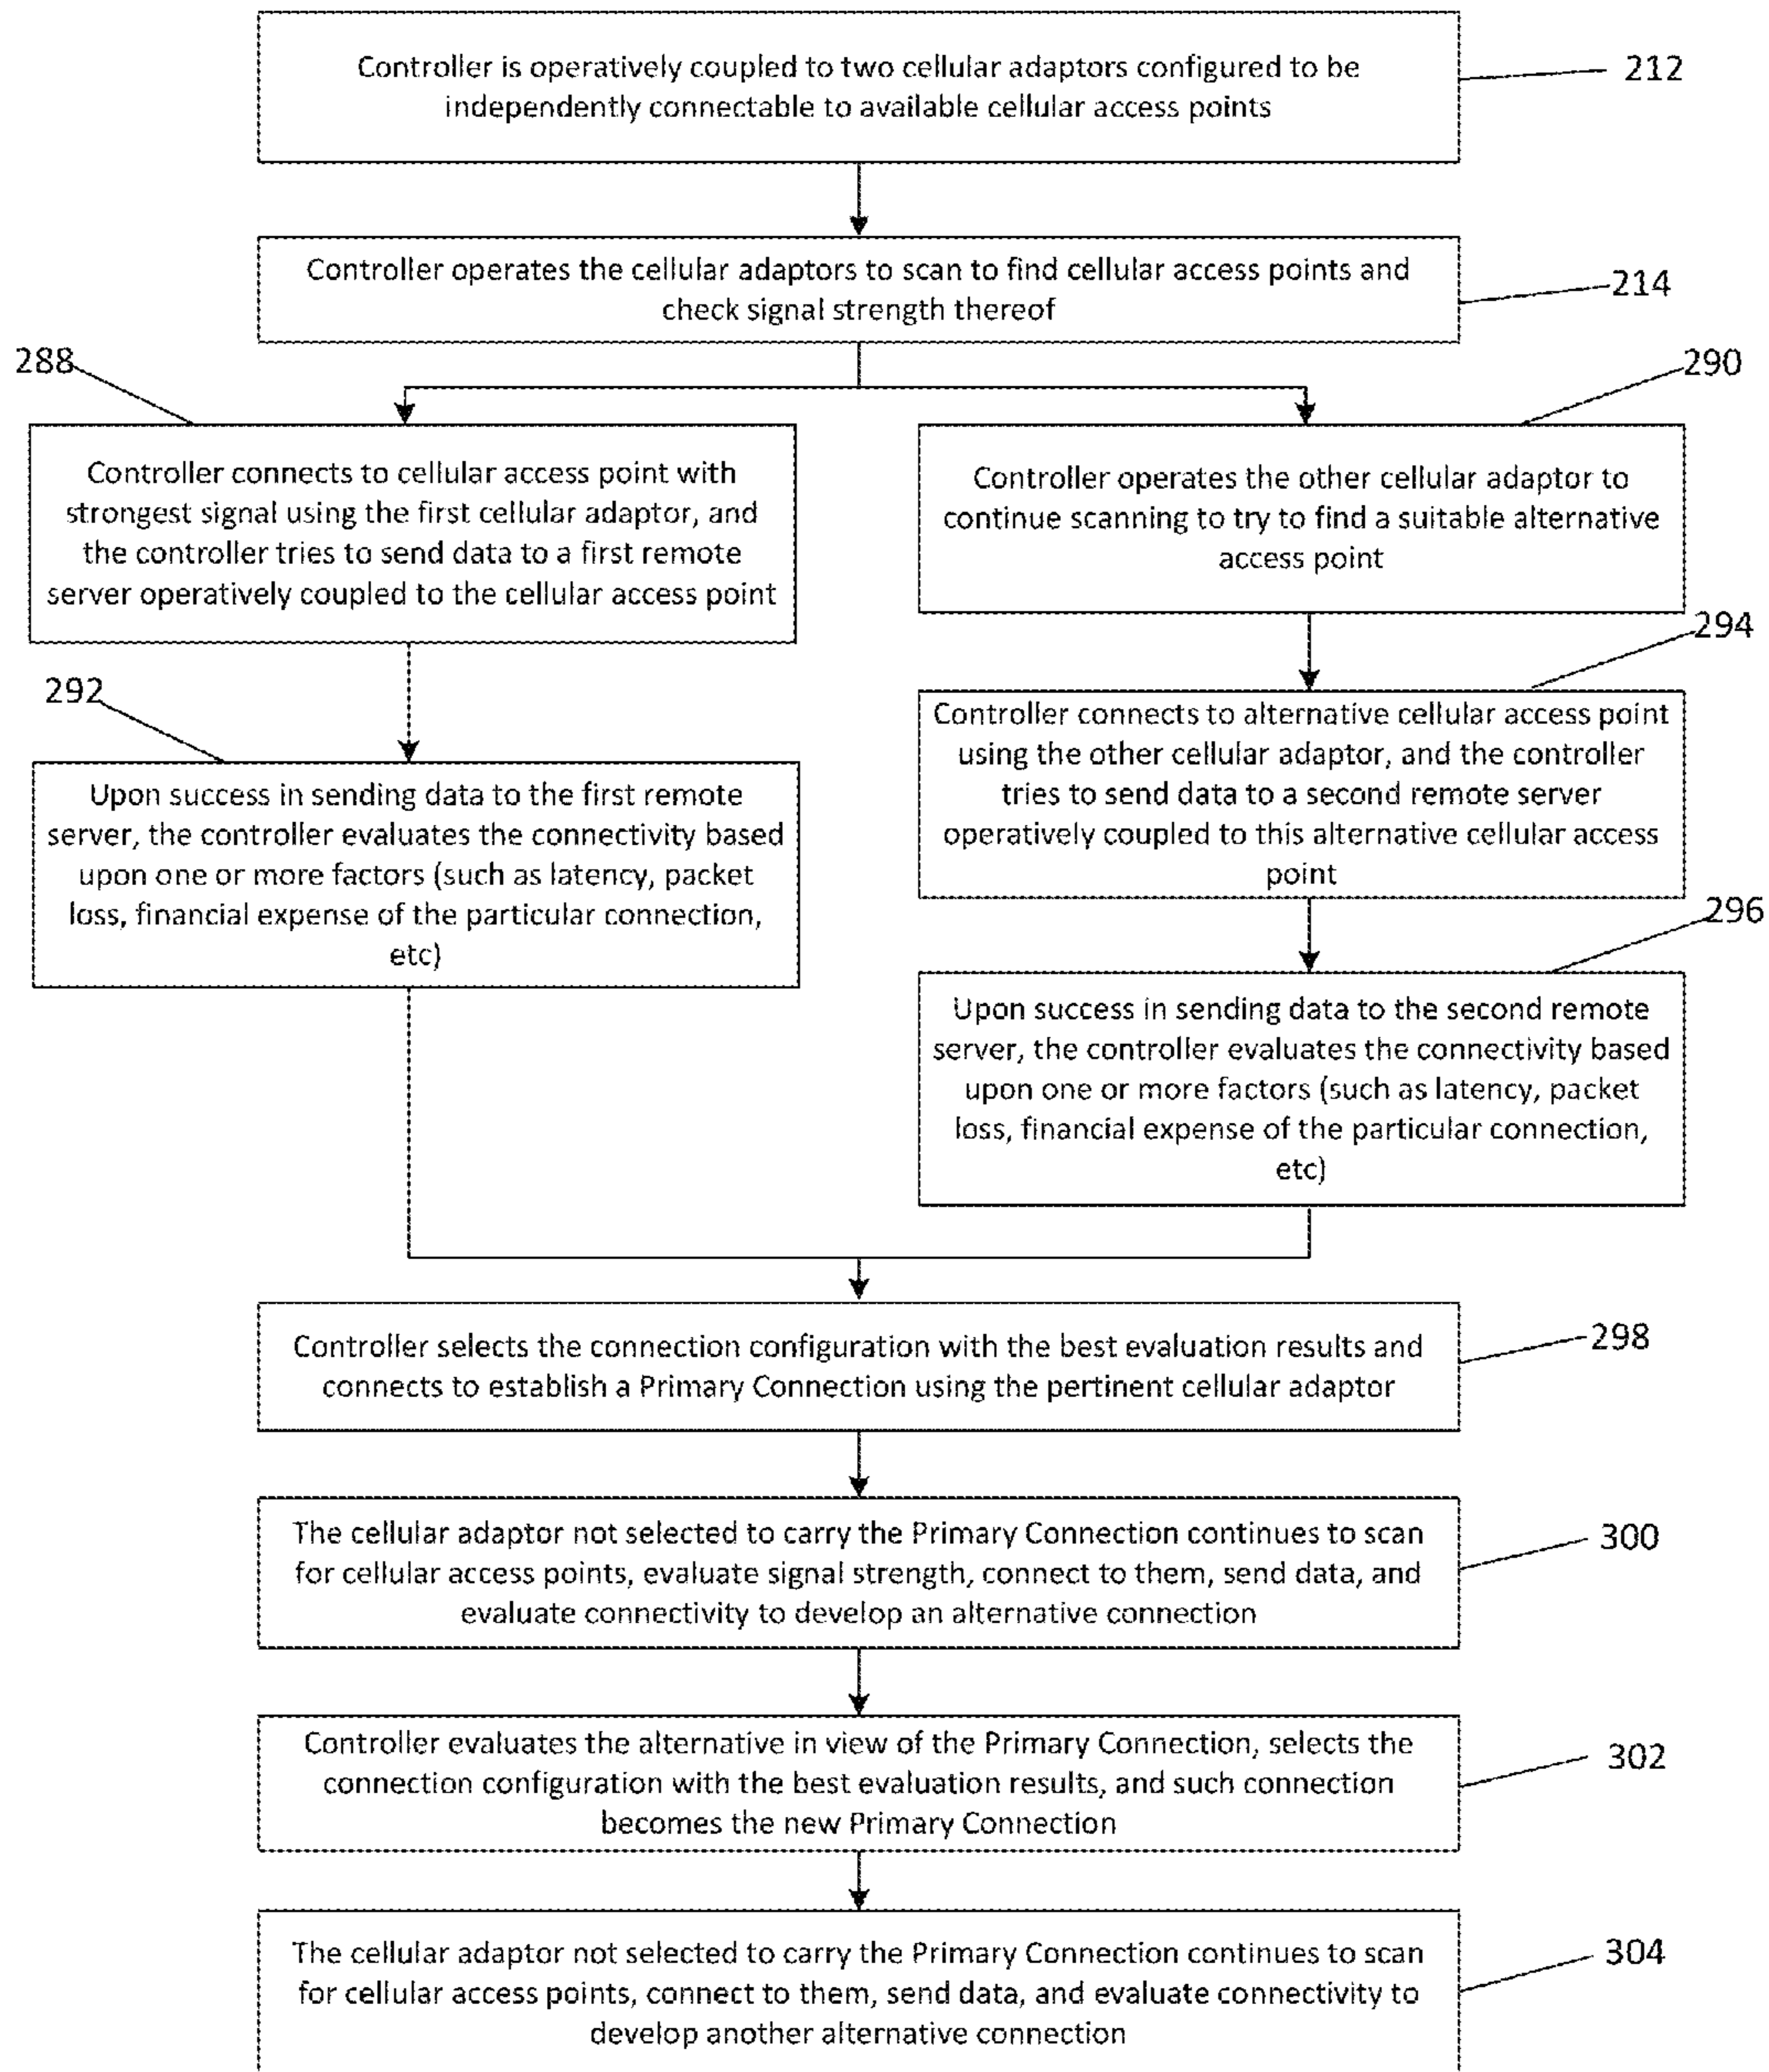 Controller is operatively coupled to two cellular adaptors configured to be
independently connectable to available cellular access points
212
Controller operates the cellular adaptors to scan to find cellular access points and
check signal strength thereof
214
288
290
Controller connects to cellular access point with
strongest signal using the first cellular adaptor, and
the controller tries to send data to a first remote
server operatively coupled to the cellular access point
Controller operates the other cellular adaptor to
continue scanning to try to find a suitable alternative
access point
292
294
Upon success in sending data to the first remote
server, the controller evaluates the connectivity based
upon one or more factors (such as latency, packet
loss, financial expense of the particular connection,
etc)
Controller connects to alternative cellular access point
using the other cellular adaptor, and the controller
tries to send data to a second remote server
operatively coupled to this alternative cellular access
point
296
Upon success in sending data to the second remote
server, the controller evaluates the connectivity based
upon one or more factors (such as latency, packet
loss, financial expense of the particular connection,
etc)
Controller selects the connection configuration with the best evaluation results and
connects to establish a Primary Connection using the pertinent cellular adaptor
298
The cellular adaptor not selected to carry the Primary Connection continues to scan
for cellular access points, evaluate signal strength, connect to them, send data, and
evaluate connectivity to develop an alternative connection
300
Controller evaluates the alternative in view of the Primary Connection, selects the
connection configuration with the best evaluation results, and such connection
becomes the new Primary Connection
302
The cellular adaptor not selected to carry the Primary Connection continues to scan
for cellular access points, connect to them, send data, and evaluate connectivity to
develop another alternative connection
304